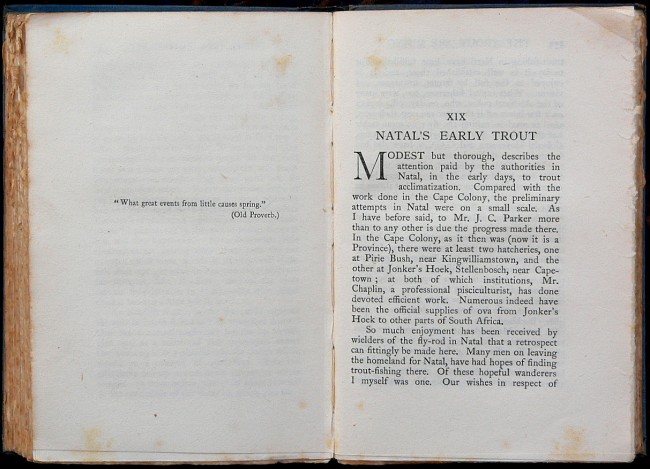 "What great events from little causes spring."
(Old Proverb.)
XIX
NATAL'S EARLY TROUT
MODEST but thorough, describes the
attention paid by the authorities in
Natal, in the early days, to trout
acclimatization. Compared with the
work done in the Cape Colony, the preliminary
attempts in Natal were on a small scale. As
I have before said, to Mr. J. C. Parker more
than to any other is due the progress made there.
In the Cape Colony, as it then was (now it is a
Province), there were at least two hatcheries, one
at Pirie Bush, near Kingwilliamstown, and the
other at Jonker's Hoek, Stellenbosch, near Cape-
town; at both of which institutions, Mr.
Chaplin, a professional pisciculturist, has done
devoted efficient work. Numerous indeed have
been the official supplies of ova from Jonker's
Hoek to other parts of South Africa.
So much enjoyment has been received by
wielders of the fly-rod in Natal that a retrospect
can fittingly be made here. Many men on leaving
the homeland for Natal, have had hopes of finding
trout-fishing there. Of these hopeful wanderers
I myself was one. Our wishes in respect of